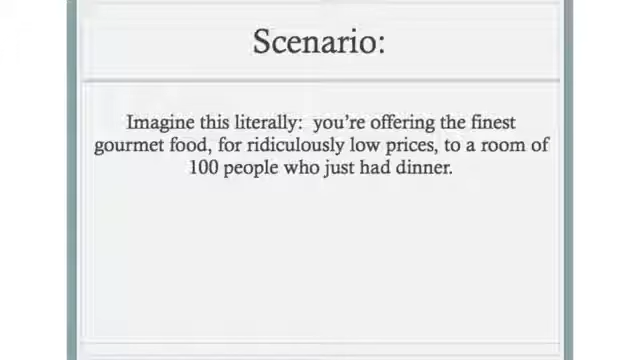 Scenario:
Imagine this literally:  you're offering the finest
gourmet food, for ridiculously low prices, to a room of
100 people who just had dinner.